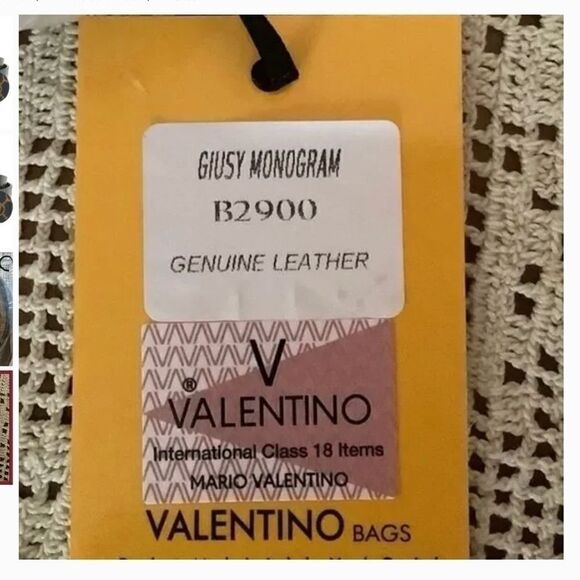 GIUSY MONOGRAM
B2900
GENUINE LEATHER
V
®
VALENTINO
International Class 18 Items
MARIO VALENTINO
VALENTINO BAGS